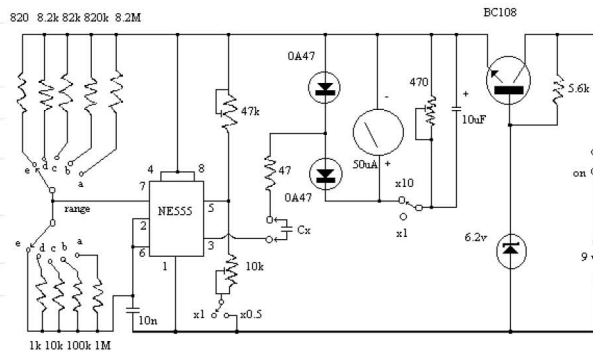 BC108
820 8.2k 82k 820k 8.2M
0A47
470
5.6k
47k
+
10uF
-
4 8
50uA +
47
e d c b
a
7
0A47
x10
on
range
NE555
5
Cx
x1
2
e d c b a
3
6.2v
6
10k
9 v
1
10n
x1 x0.5
1k 10k 100k 1M